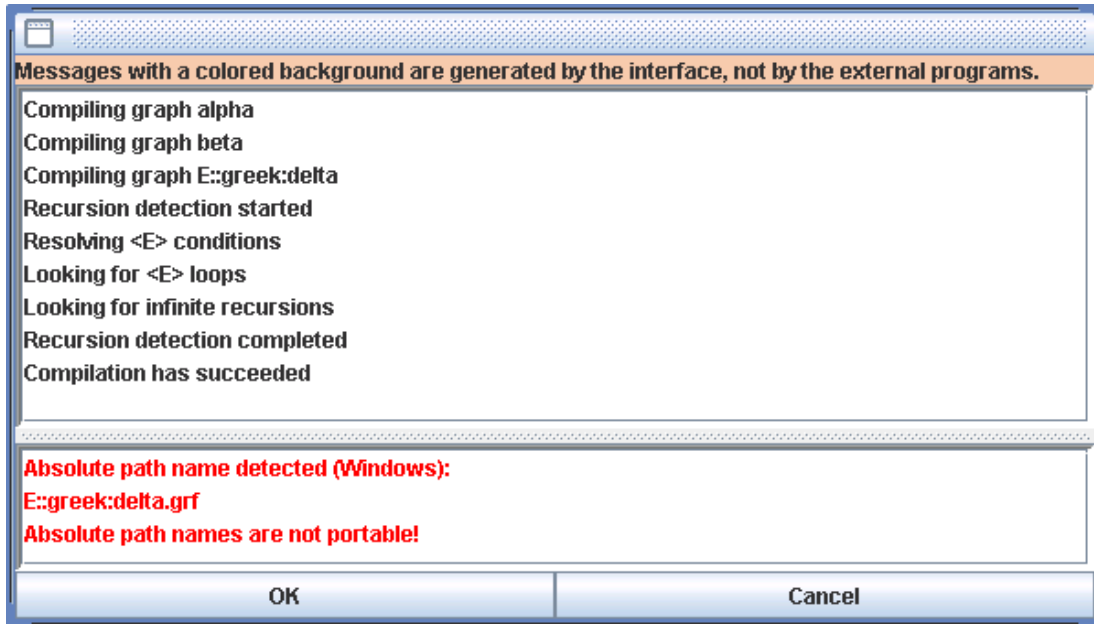 Messages with a colored background are generated by the interface, not by the external programs.
Compiling graph alpha
Compiling graph beta
Compiling graph E::greek:delta
Recursion detection started
Resolving <E> conditions
Looking for <E> loops
Looking for infinite recursions
Recursion detection completed
Compilation has succeeded
Absolute path name detected (Windows):
E::greek:delta.grf
Absolute path names are not portable!
OK Cancel